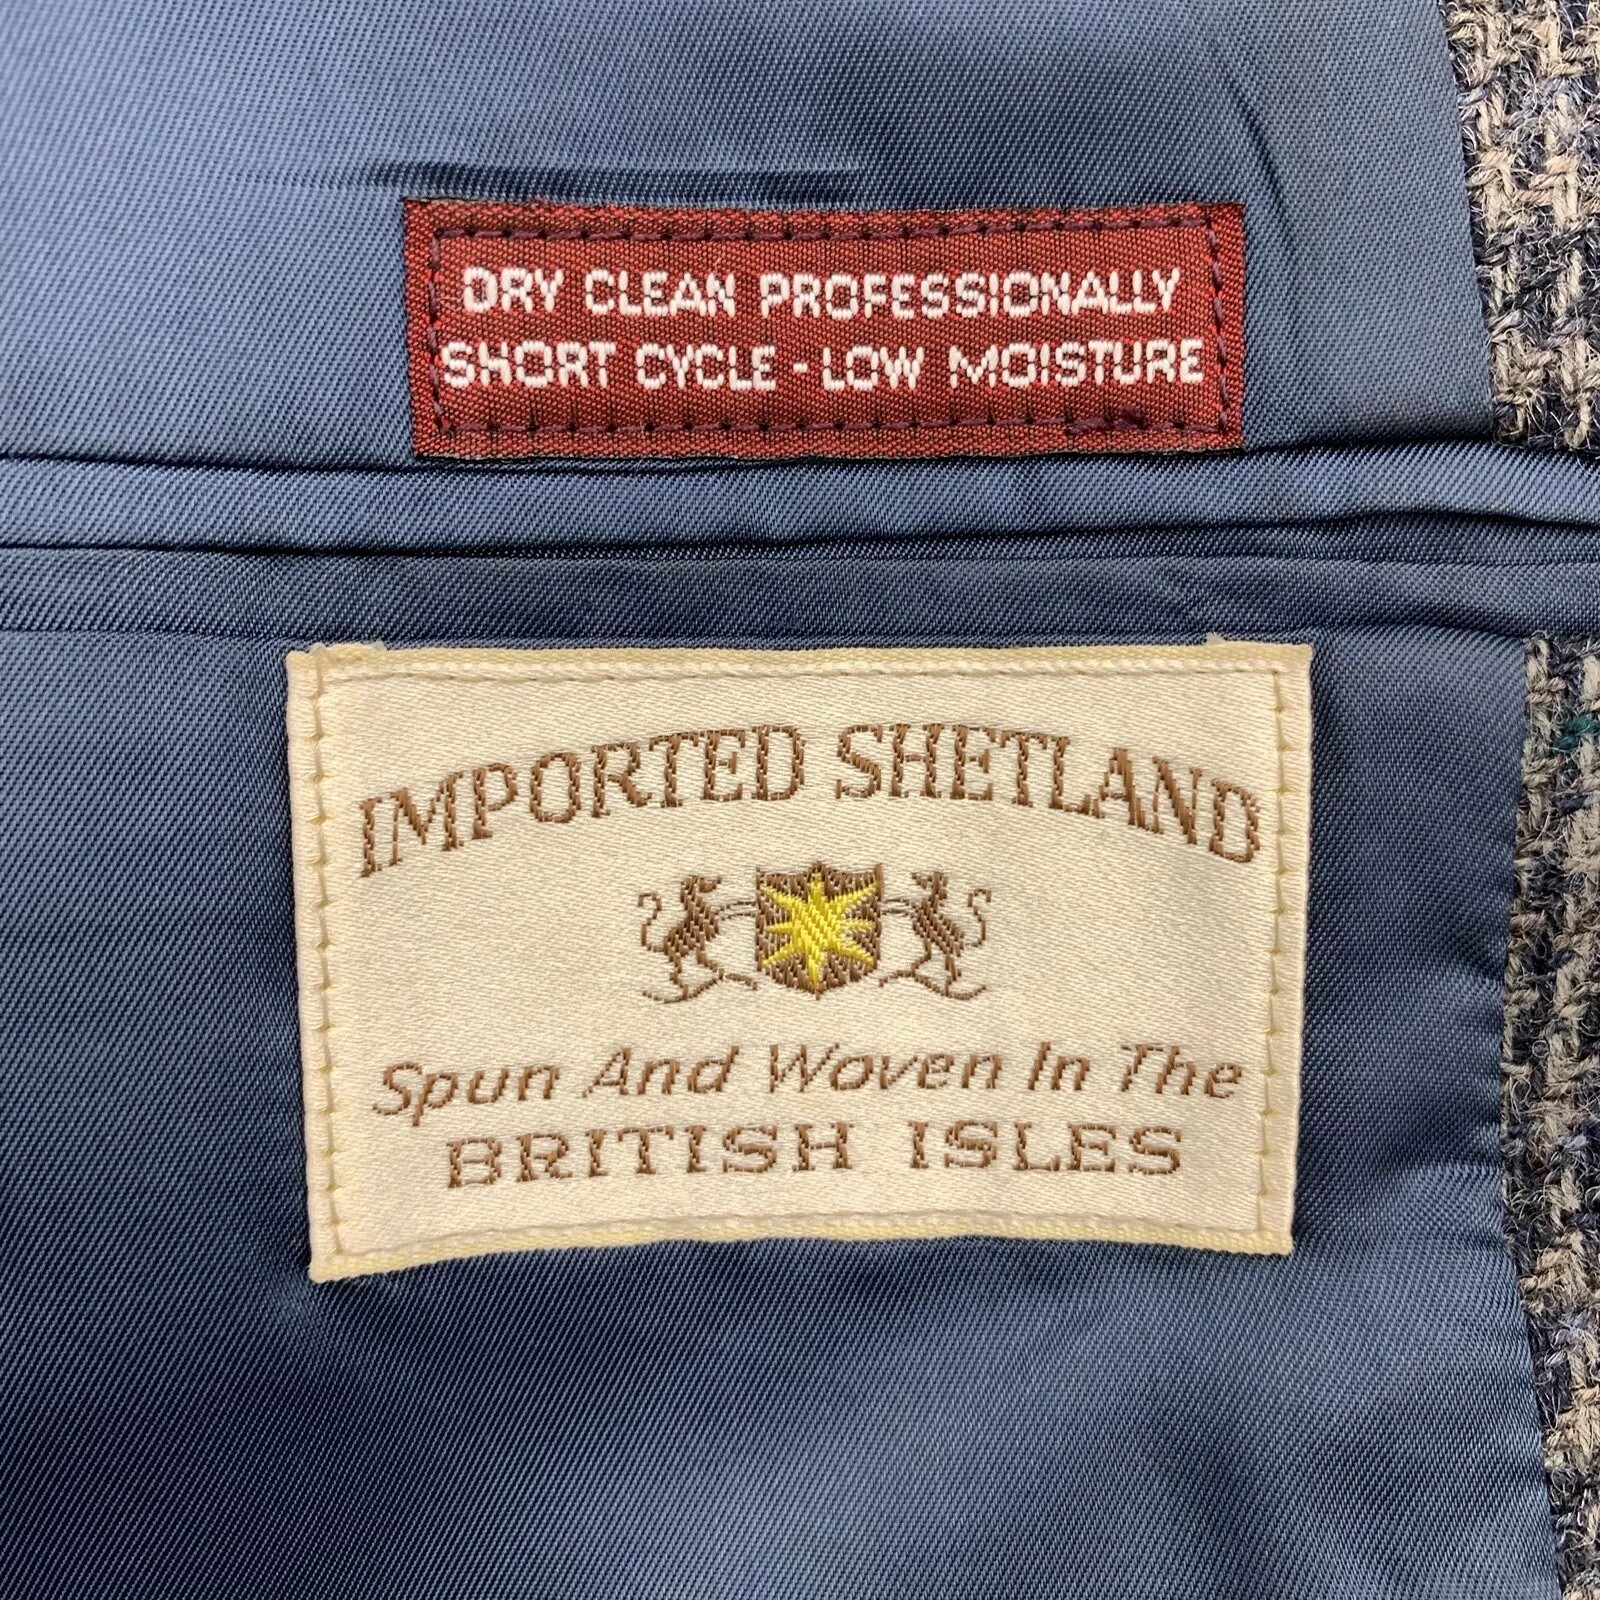 DRY CLEAN PROFESSIONALLY
SHORT CYCLE - LOW MOISTURE
IMPORTED SHETLAND
Spun And Woven In The
BRITISH ISLES